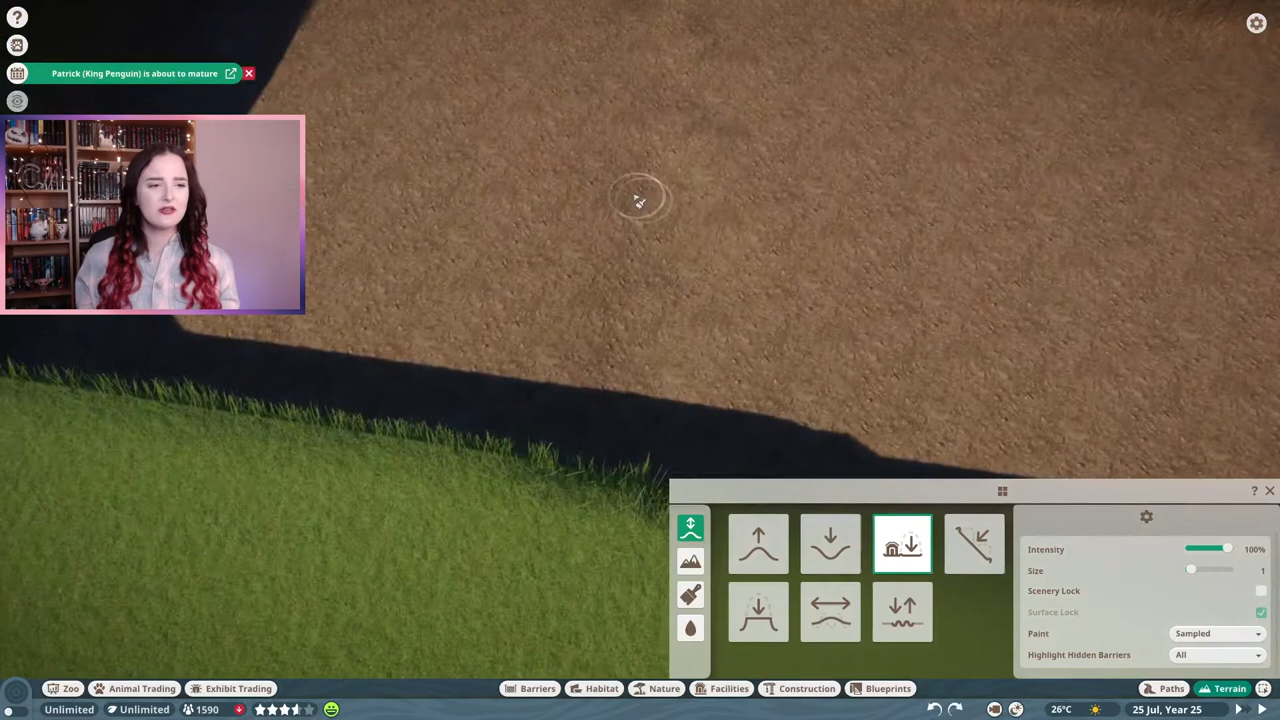 Patrick (King Penguin) is about to mature
?
Intensity 100%
Size 1
Scenery Lock
Surface Lock
Paint Sampled
Highlight Hidden Barriers All
Zoo Animal Trading Exhibit Trading Barriers Habitat Nature Facilities Construction Blueprints Paths Terrain
Unlimited Unlimited 1590 26°C 25 Jul, Year 25